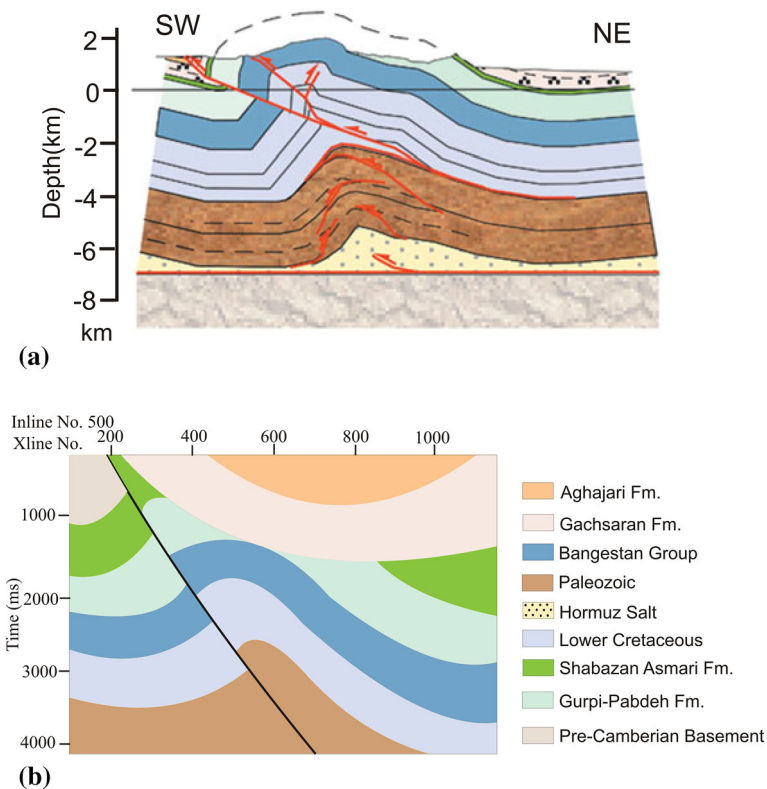 SW
NE
2
0
-2
-4
-6
-8
km
Depth(km)
(a)
Inline No. 500
Xline No.
200
400
600
800
1000
1000
2000
3000
4000
Time (ms)
Aghajari Fm.
Gachsaran Fm.
Bangestan Group
Paleozoic
Hormuz Salt
Lower Cretaceous
Shabazan Asmari Fm.
Gurpi-Pabdeh Fm.
Pre-Camberian Basement
(b)